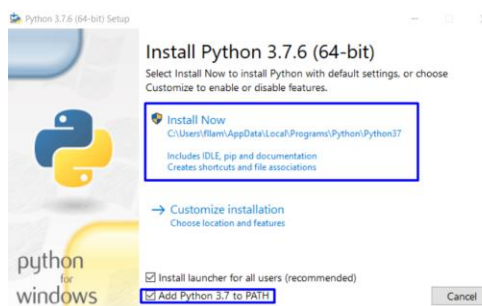 Python 3.7.6 (64-bit) Setup
Install Python 3.7.6 (64-bit)
Select Install Now to install Python with default settings, or choose
Customize to enable or disable features.
Install Now
C:\Users\fllam\AppData\Local\Programs\Python\Python37
Includes IDLE, pip and documentation
Creates shortcuts and file associations
→ Customize installation
Choose location and features
python
for
windows
Install launcher for all users (recommended)
Add Python 3.7 to PATH
Cancel